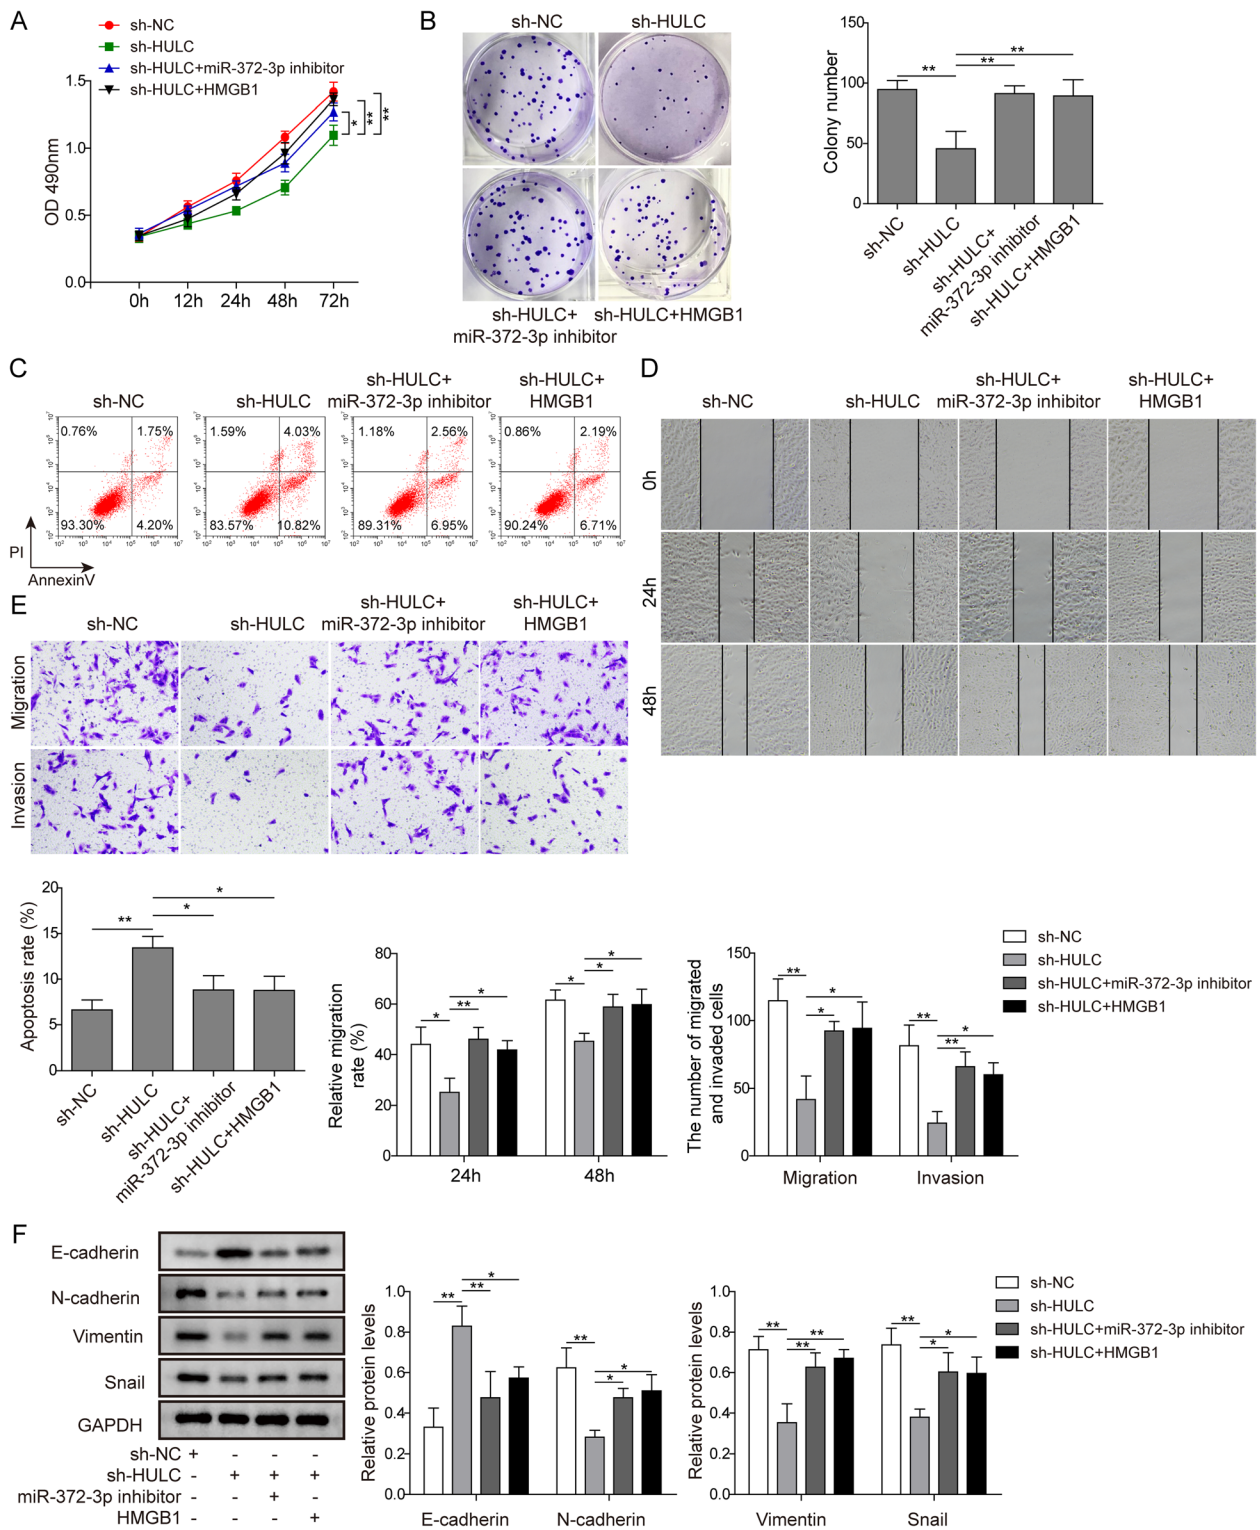 A
sh-NC
sh-HULC
sh-HULC+miR-372-3p inhibitor
sh-HULC+HMGB1
OD 490nm
1.5
1.0
0.5
0.0
0h 12h 24h 48h 72h
* ** **
B
sh-NC sh-HULC
sh-HULC+
miR-372-3p inhibitor
sh-HULC+HMGB1
Colony number
150
100
50
0
** ** **
sh-NC
sh-HULC
sh-HULC+
miR-372-3p inhibitor
sh-HULC+HMGB1
C
sh-NC
sh-HULC
sh-HULC+
miR-372-3p inhibitor
sh-HULC+
HMGB1
0.76% 1.75%
93.30% 4.20%
1.59% 4.03%
83.57% 10.82%
1.18% 2.56%
89.31% 6.95%
0.86% 2.19%
90.24% 6.71%
PI
AnnexinV
D
sh-NC
sh-HULC
sh-HULC+
miR-372-3p inhibitor
sh-HULC+
HMGB1
0h
24h
48h
E
sh-NC
sh-HULC
sh-HULC+
miR-372-3p inhibitor
sh-HULC+
HMGB1
Migration
Invasion
Apoptosis rate (%)
20
15
10
5
0
** * *
sh-NC
sh-HULC
sh-HULC+
miR-372-3p inhibitor
sh-HULC+HMGB1
Relative migration
rate (%)
80
60
40
20
0
* ** *
* * *
24h 48h
The number of migrated
and invaded cells
150
100
50
0
** * *
** ** *
Migration Invasion
sh-NC
sh-HULC
sh-HULC+miR-372-3p inhibitor
sh-HULC+HMGB1
F
E-cadherin
N-cadherin
Vimentin
Snail
GAPDH
sh-NC + - - -
sh-HULC - + + +
miR-372-3p inhibitor - - + -
HMGB1 - - - +
Relative protein levels
1.0
0.8
0.6
0.4
0.2
0.0
** ** *
** * *
E-cadherin N-cadherin
Relative protein levels
1.0
0.8
0.6
0.4
0.2
0.0
** ** **
** * *
Vimentin Snail
sh-NC
sh-HULC
sh-HULC+miR-372-3p inhibitor
sh-HULC+HMGB1